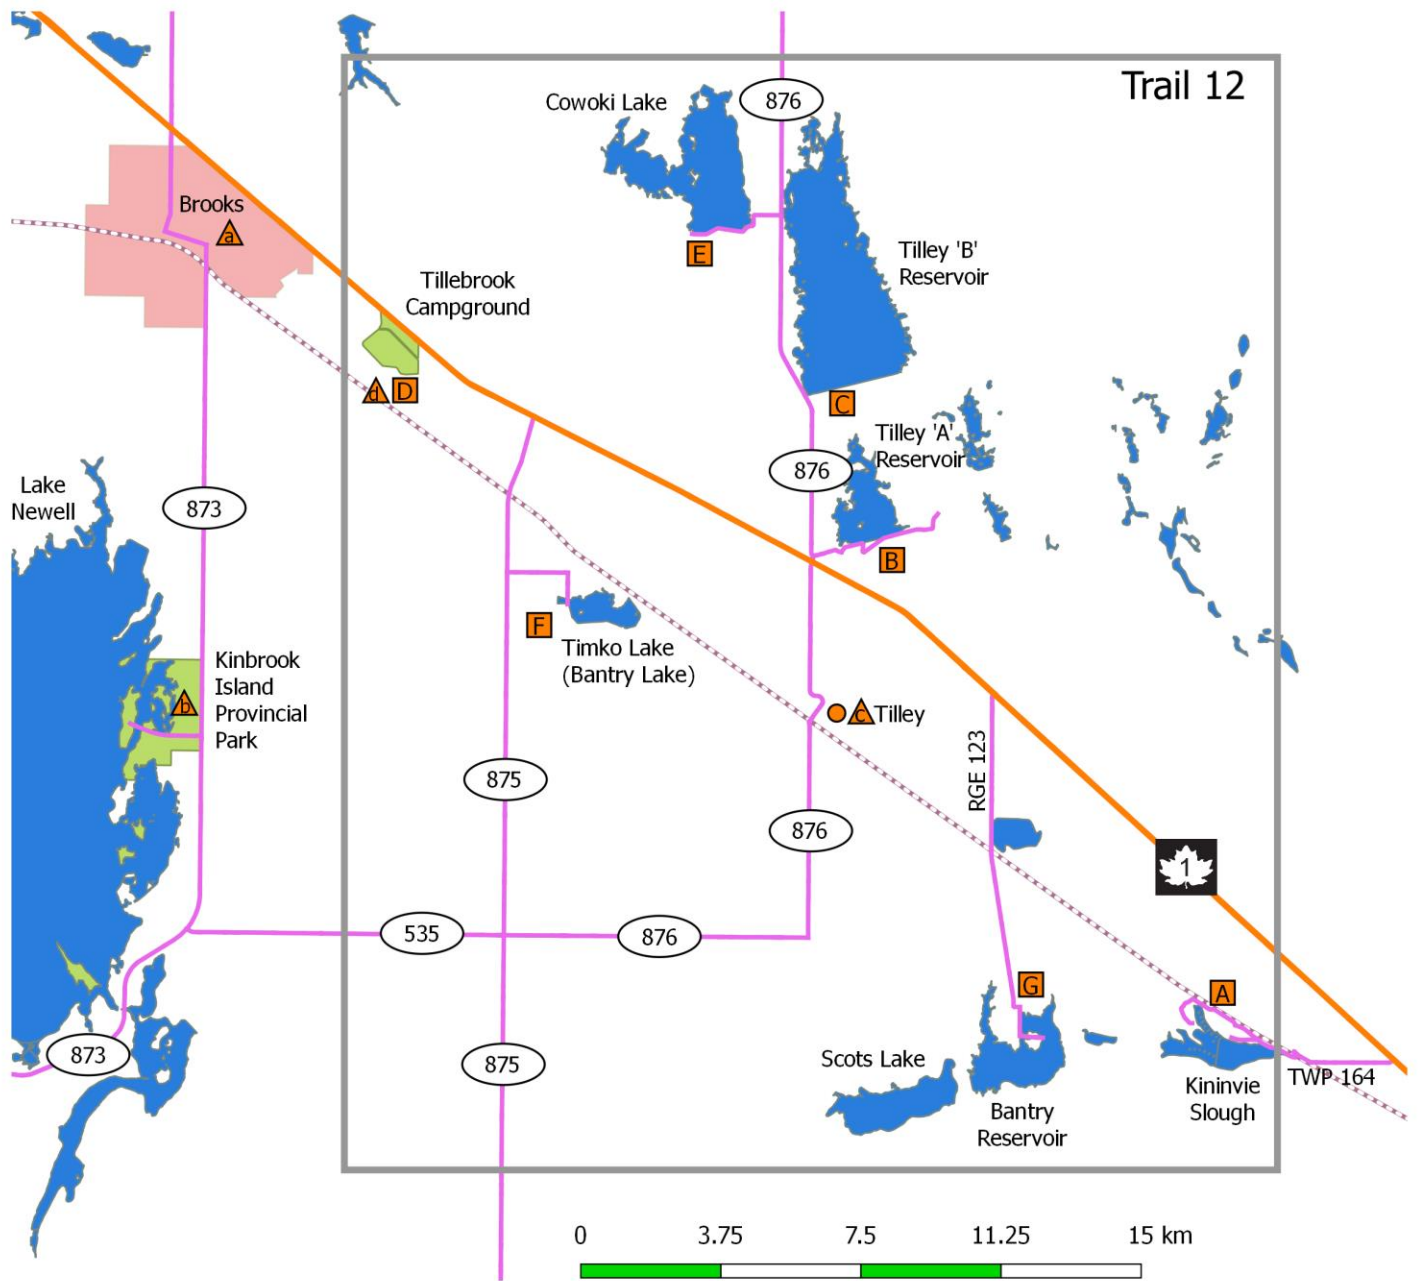 Trail 12
Cowoki Lake
876
Brooks
a
E
Tilley 'B'
Reservoir
Tillebrook
Campground
d
D
C
Tilley 'A'
Reservoir
876
Lake
Newell
873
B
F
Timko Lake
(Bantry Lake)
Kinbrook
Island
Provincial
Park
b
c
Tilley
RGE 123
875
876
1
535
876
G
A
873
875
Scots Lake
Bantry
Reservoir
Kininvie
Slough
TWP 164
0 3.75 7.5 11.25 15 km